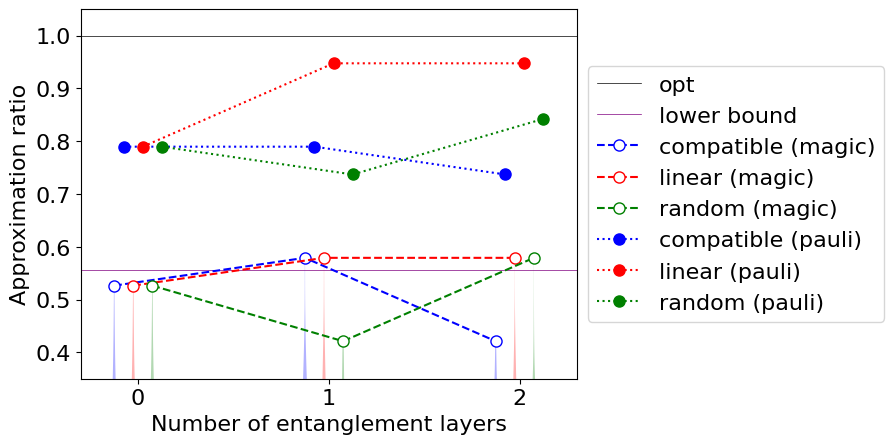 1.0
0.9
0.8
0.7
0.6
0.5
0.4
Approximation ratio
0 1 2
Number of entanglement layers
opt
lower bound
compatible (magic)
linear (magic)
random (magic)
compatible (pauli)
linear (pauli)
random (pauli)